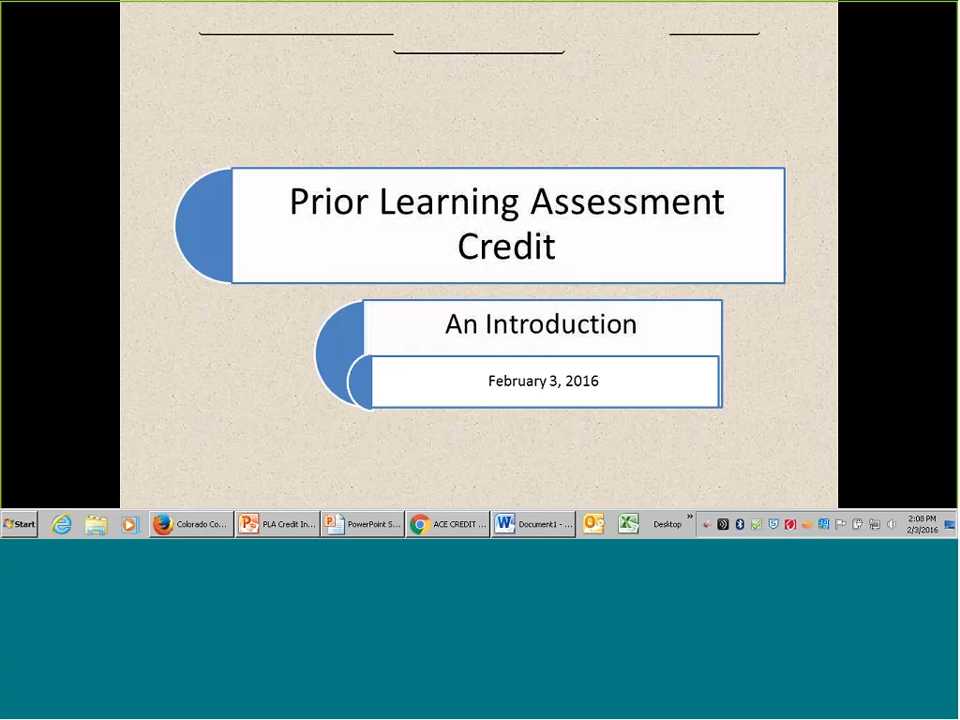 Prior Learning Assessment
Credit
An Introduction
February 3, 2016
Start
Colorado Co...
PLA Credit In...
PowerPoint S...
ACE CREDIT ...
Document1 - ...
Desktop
»
2:08 PM
2/3/2016